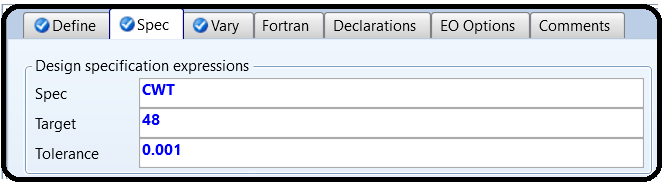 Define Spec Vary Fortran Declarations EO Options Comments
Design specification expressions
Spec CWT
Target 48
Tolerance 0.001